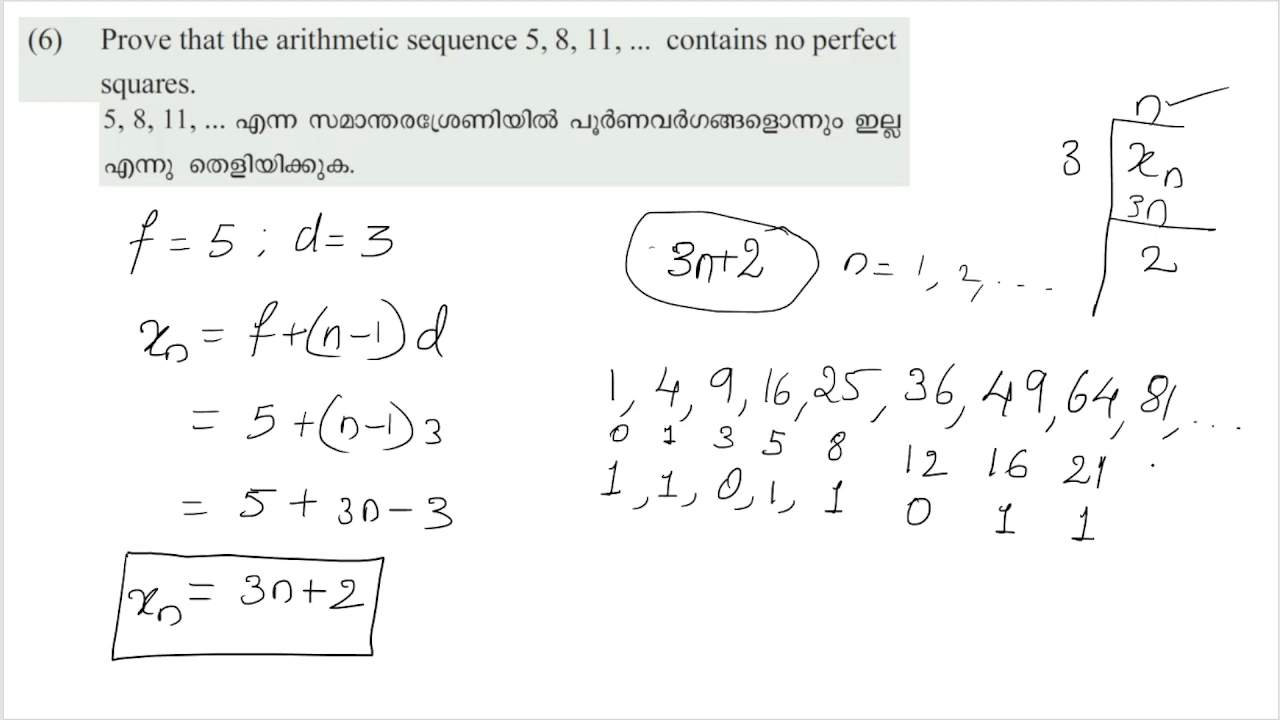 (6) Prove that the arithmetic sequence 5, 8, 11, ... contains no perfect
squares.
5, 8, 11, ... എന്ന സമാന്തരശ്രേണിയിൽ പൂർണവർഗങ്ങളൊന്നും ഇല്ല
എന്നു തെളിയിക്കുക.
f = 5 ; d = 3
xn = f+(n-1)d
= 5 +(n-1)3
= 5 + 3n - 3
xn = 3n+2
3n+2 n = 1, 2, ...
n
3 xn
3n
2
1, 4, 9, 16, 25, 36, 49, 64, 81, ...
0 1 3 5 8 12 16 21
1, 1, 0, 1, 1 0 1 1